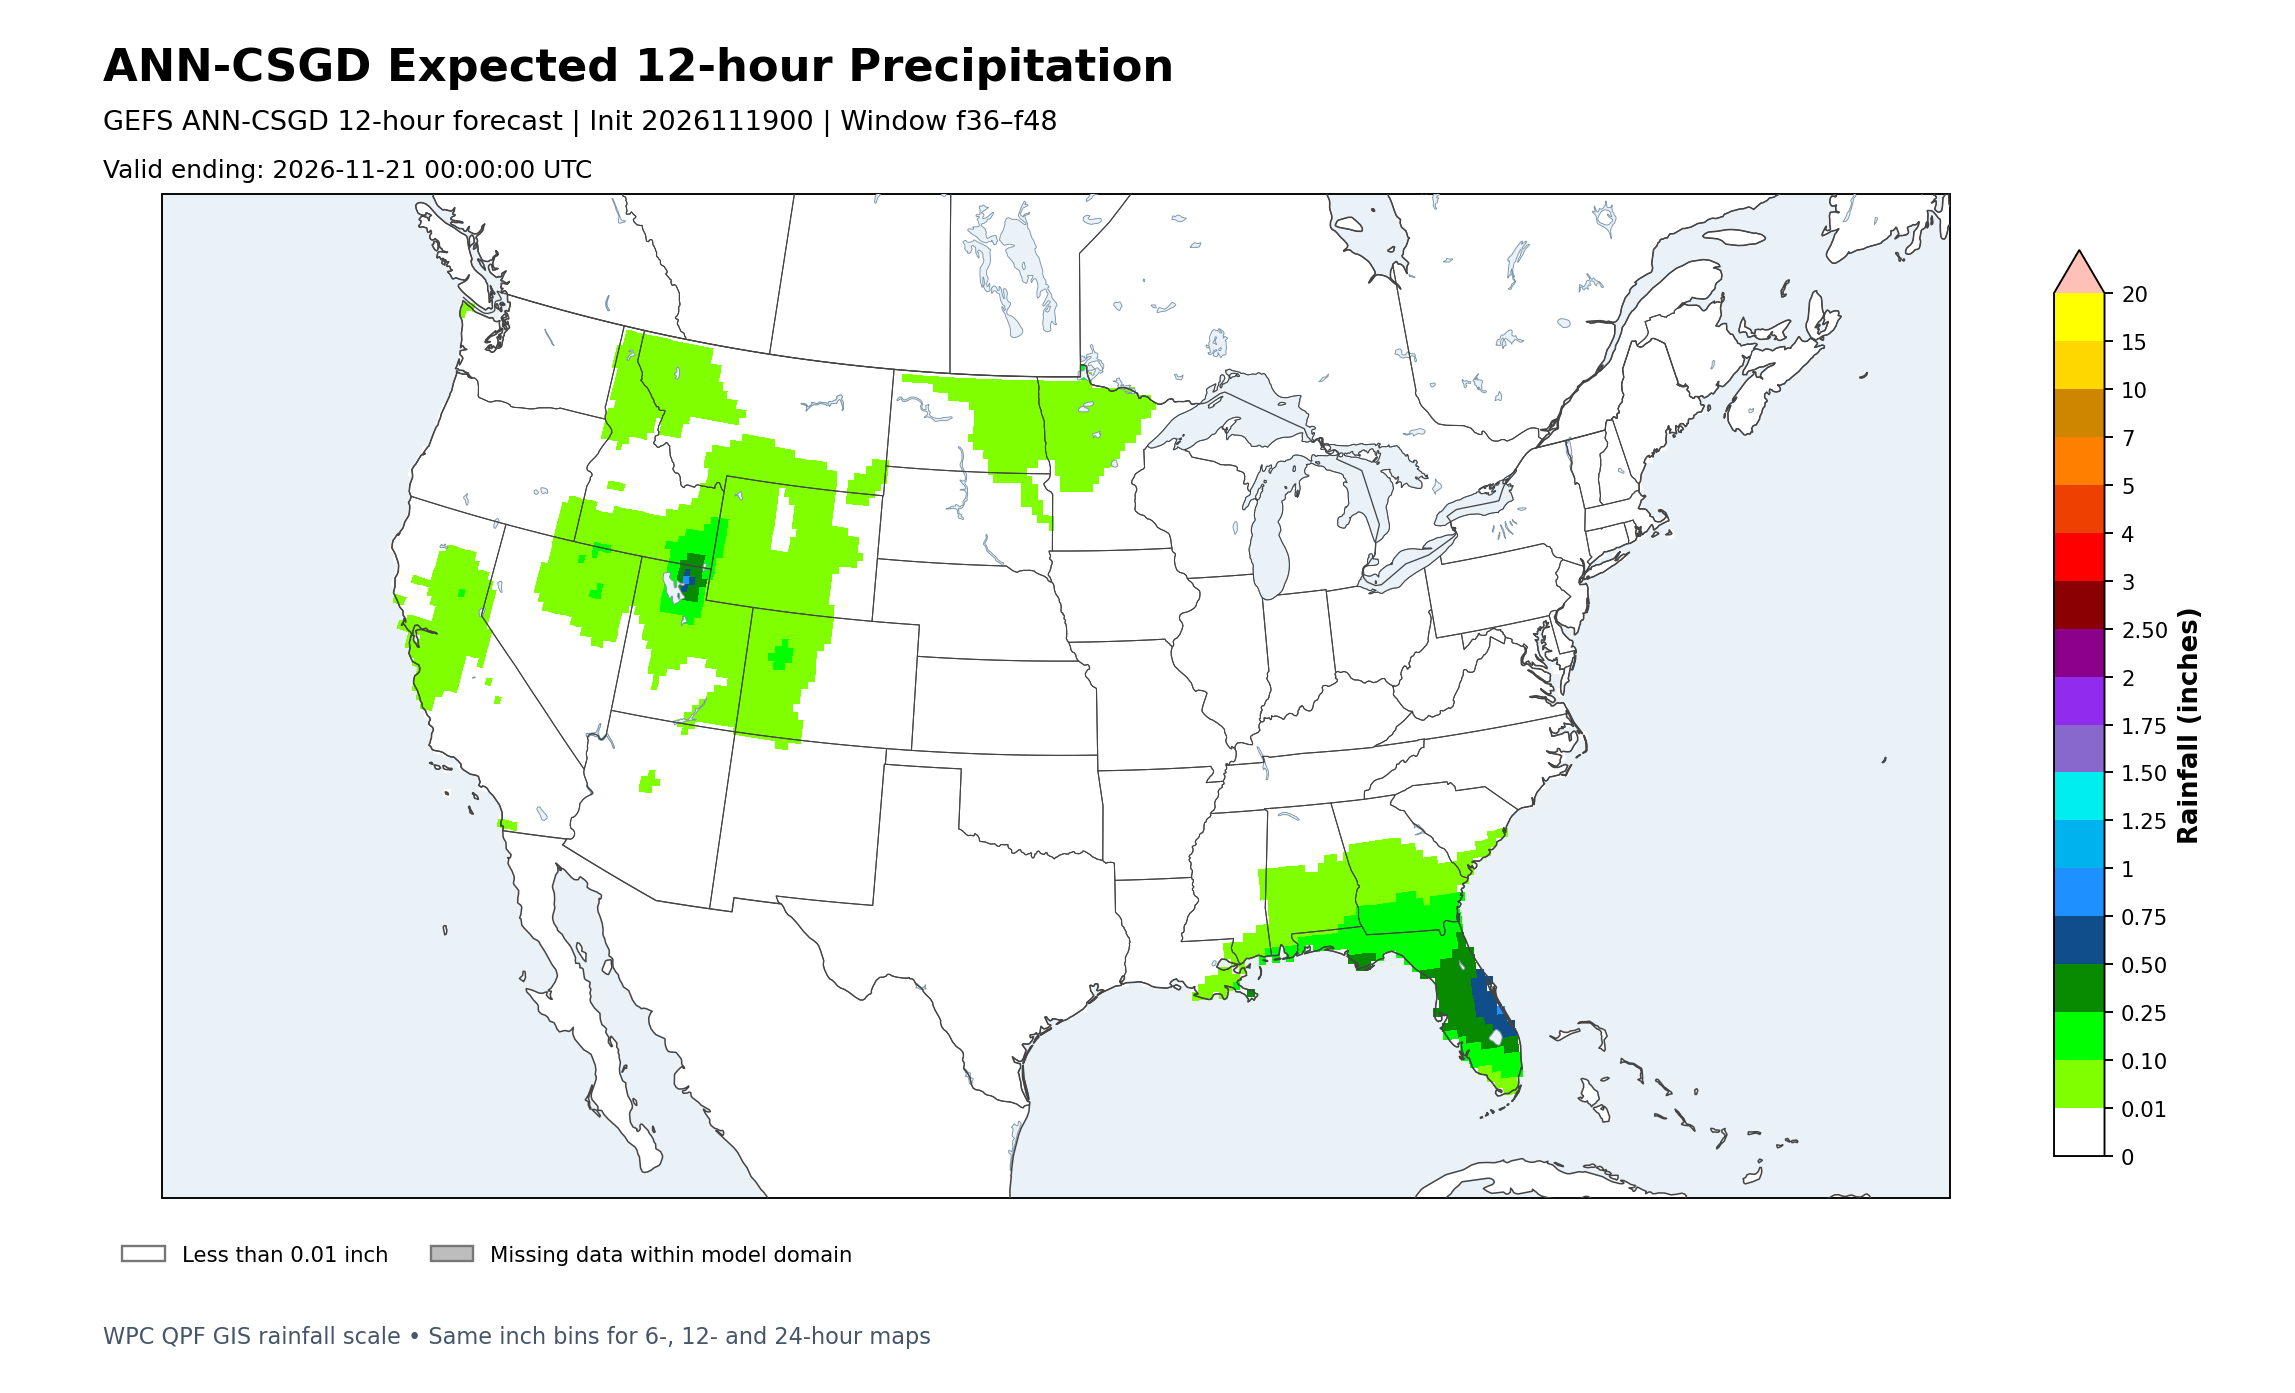 ANN-CSGD Expected 12-hour Precipitation
GEFS ANN-CSGD 12-hour forecast | Init 2026111900 | Window f36–f48
Valid ending: 2026-11-21 00:00:00 UTC
20
15
10
7
5
4
3
2.50
2
1.75
1.50
1.25
1
0.75
0.50
0.25
0.10
0.01
0
Rainfall (inches)
Less than 0.01 inch
Missing data within model domain
WPC QPF GIS rainfall scale • Same inch bins for 6-, 12- and 24-hour maps